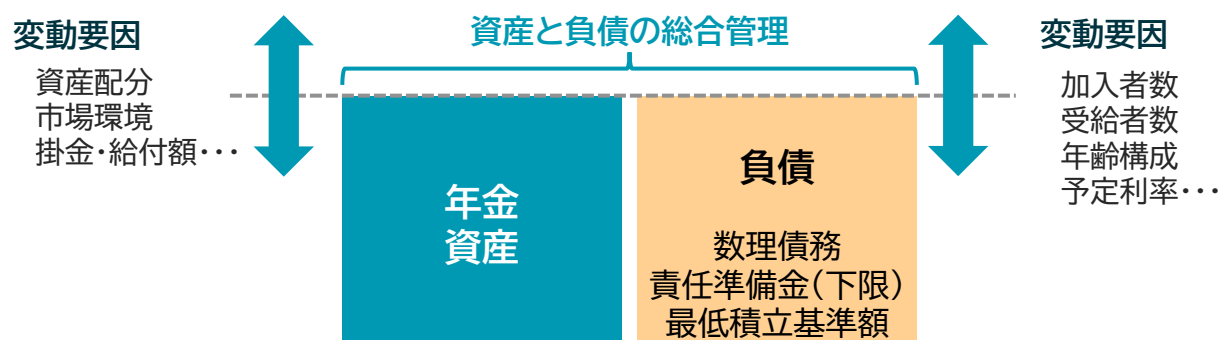 変動要因
資産配分
市場環境
掛金・給付額・・・
資産と負債の総合管理
年金
資産
負債
数理債務
責任準備金(下限)
最低積立基準額
変動要因
加入者数
受給者数
年齢構成
予定利率・・・